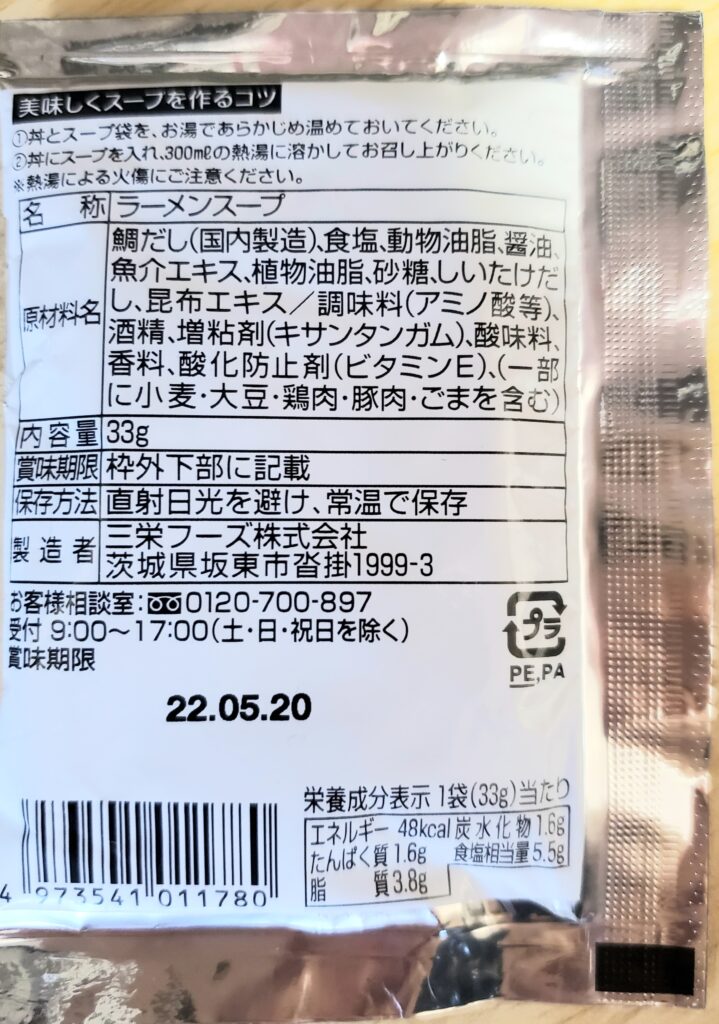 美味しくスープを作るコツ
①丼とスープ袋を、お湯であらかじめ温めておいてください。
②丼にスープを入れ、300mlの熱湯に溶かしてお召し上がりください。
※熱湯による火傷にご注意ください。
名 称 ラーメンスープ
原材料名
鯛だし(国内製造)、食塩、動物油脂、醤油、
魚介エキス、植物油脂、砂糖、しいたけだ
し、昆布エキス／調味料(アミノ酸等)、
酒精、増粘剤(キサンタンガム)、酸味料、
香料、酸化防止剤(ビタミンE)、(一部
に小麦・大豆・鶏肉・豚肉・ごまを含む)
内容量 33g
賞味期限 枠外下部に記載
保存方法 直射日光を避け、常温で保存
製造者 三栄フーズ株式会社
茨城県坂東市沓掛1999-3
お客様相談室:0120-700-897
受付 9:00〜17:00(土・日・祝日を除く)
賞味期限
プラ
PE,PA
22.05.20
栄養成分表示 1袋(33g)当たり
エネルギー 48kcal 炭水化物 1.6g
たんぱく質 1.6g 食塩相当量 5.5g
脂 質 3.8g
4 973541 011780